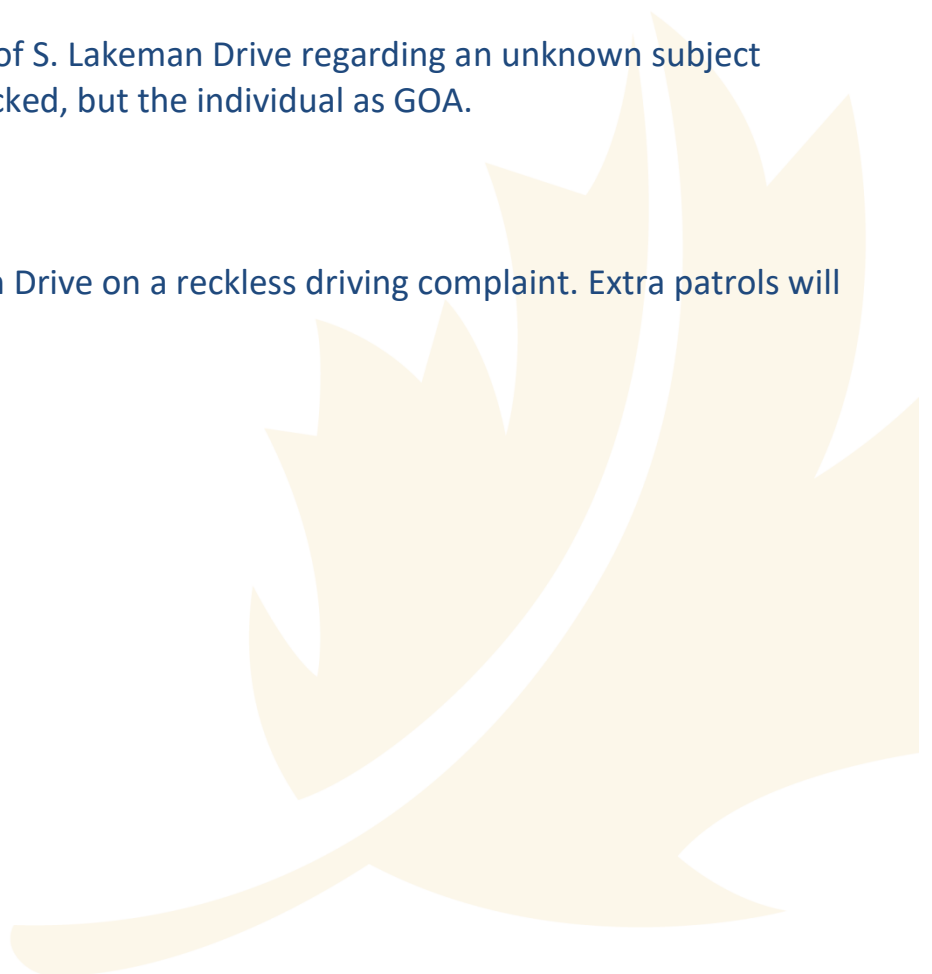 of S. Lakeman Drive regarding an unknown subject
cked, but the individual as GOA.
Drive on a reckless driving complaint. Extra patrols will